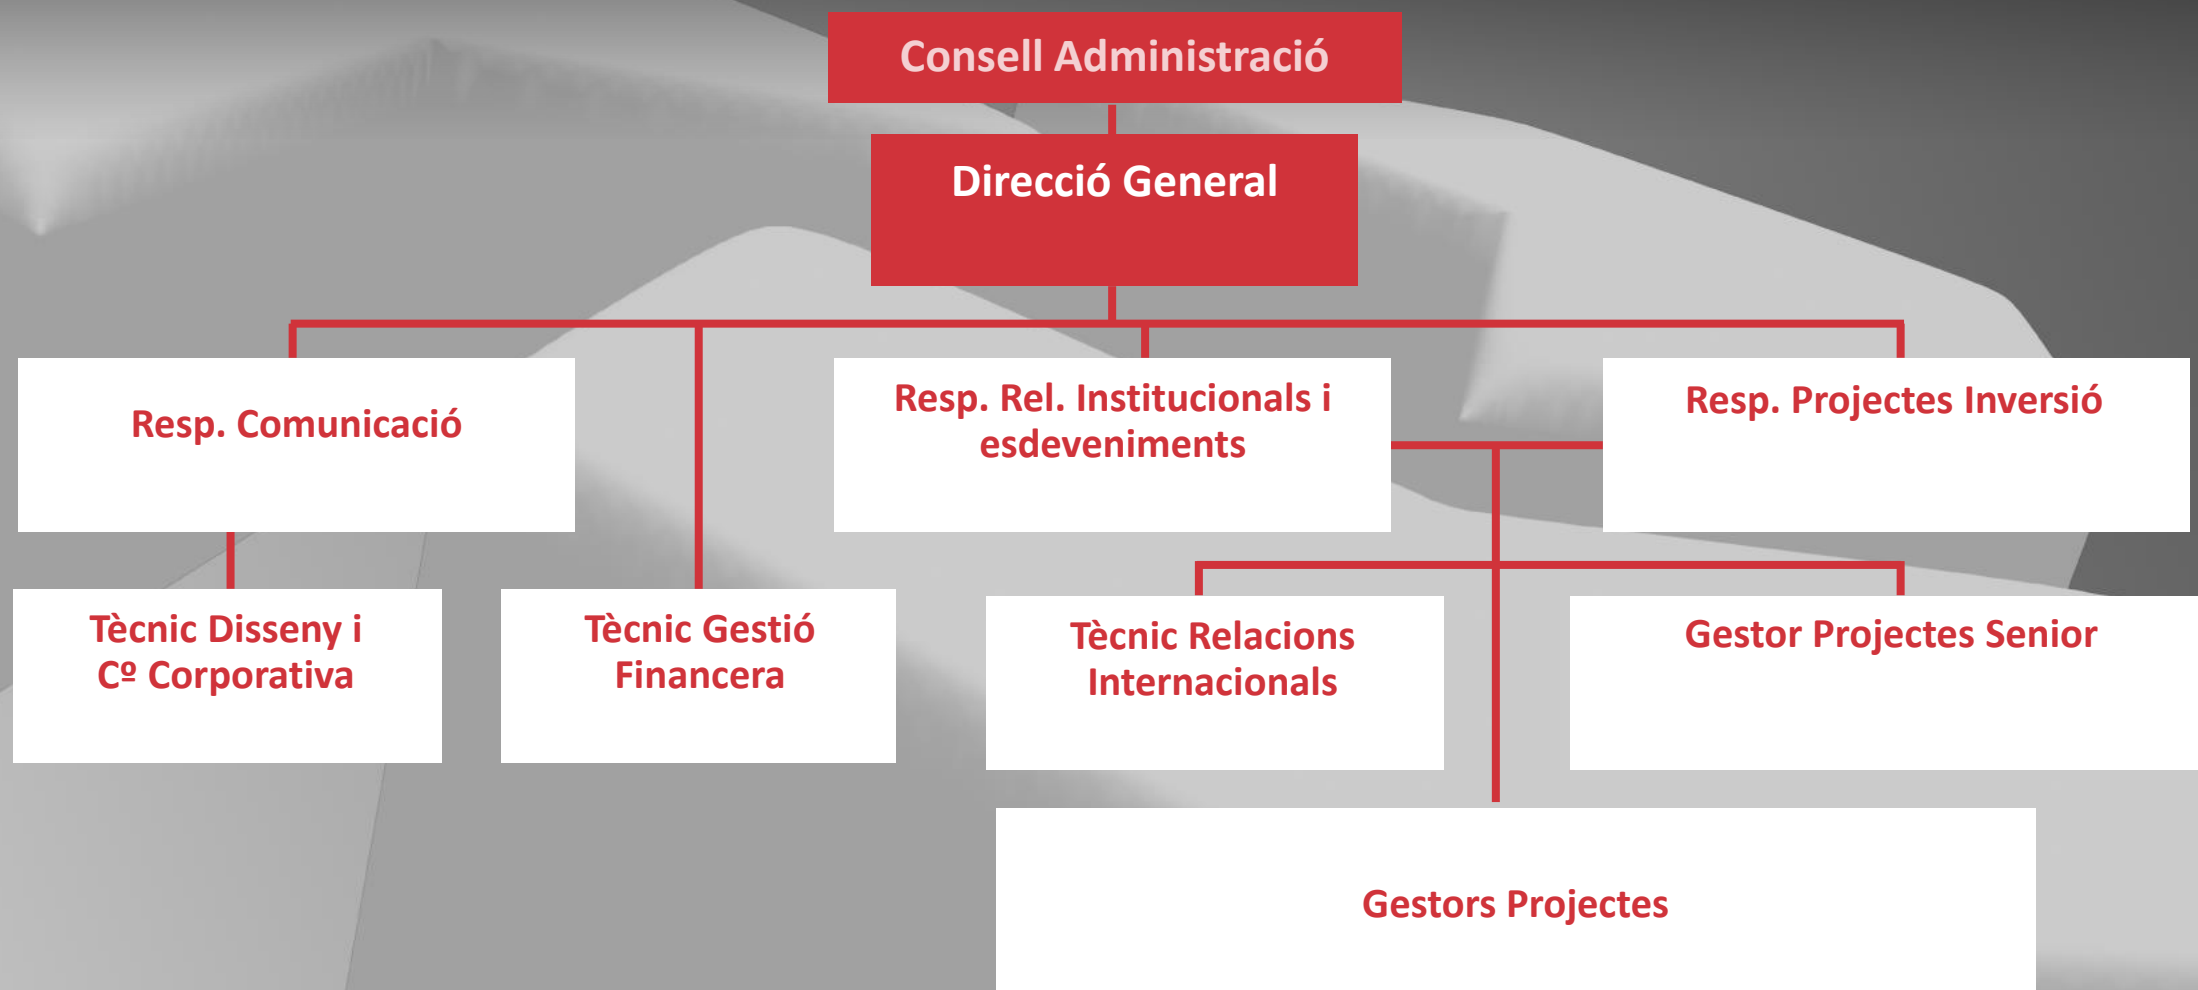 Consell Administració
Direcció General
Resp. Comunicació
Resp. Rel. Institucionals i
esdeveniments
Resp. Projectes Inversió
Tècnic Disseny i
Cº Corporativa
Tècnic Gestió
Financera
Tècnic Relacions
Internacionals
Gestor Projectes Senior
Gestors Projectes